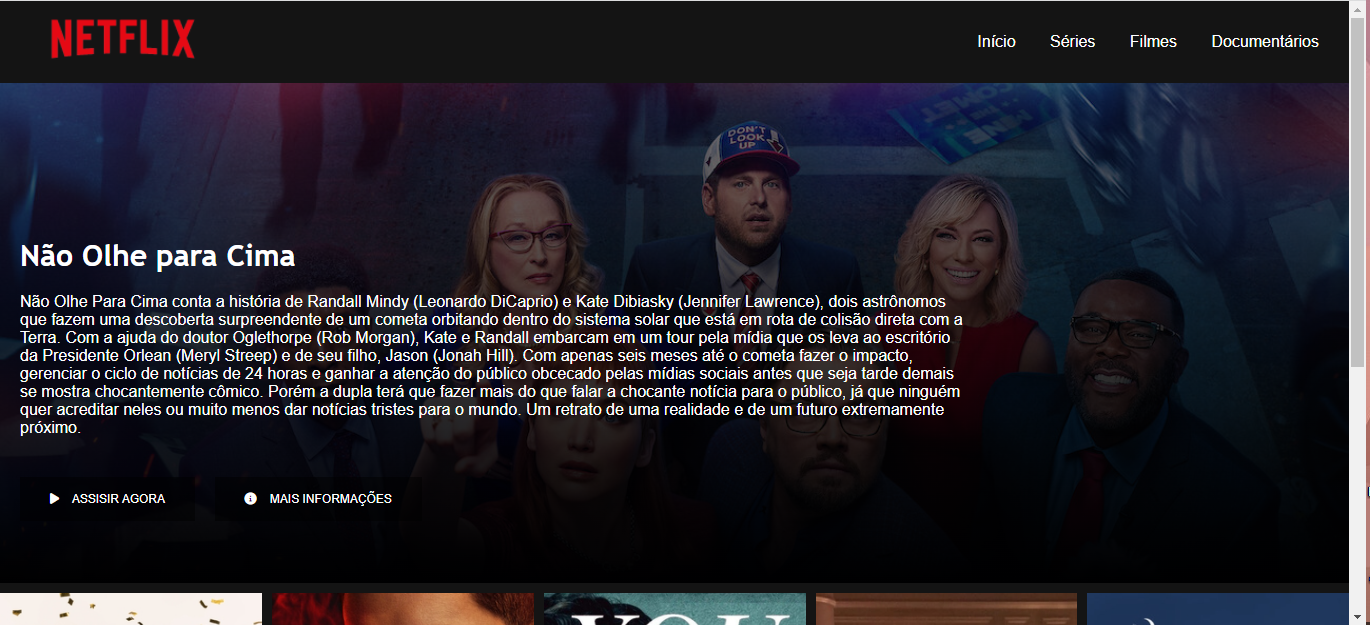 NETFLIX
Início Séries Filmes Documentários
DON'T
LOOK
UP
Não Olhe para Cima
Não Olhe Para Cima conta a história de Randall Mindy (Leonardo DiCaprio) e Kate Dibiasky (Jennifer Lawrence), dois astrônomos
que fazem uma descoberta surpreendente de um cometa orbitando dentro do sistema solar que está em rota de colisão direta com a
Terra. Com a ajuda do doutor Oglethorpe (Rob Morgan), Kate e Randall embarcam em um tour pela mídia que os leva ao escritório
da Presidente Orlean (Meryl Streep) e de seu filho, Jason (Jonah Hill). Com apenas seis meses até o cometa fazer o impacto,
gerenciar o ciclo de notícias de 24 horas e ganhar a atenção do público obcecado pelas mídias sociais antes que seja tarde demais
se mostra chocantemente cômico. Porém a dupla terá que fazer mais do que falar a chocante notícia para o público, já que ninguém
quer acreditar neles ou muito menos dar notícias tristes para o mundo. Um retrato de uma realidade e de um futuro extremamente
próximo.
ASSISIR AGORA MAIS INFORMAÇÕES
YOU